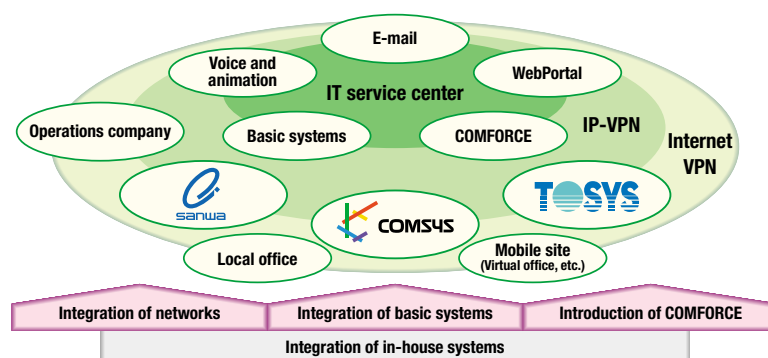 E-mail
Voice and
animation
WebPortal
IT service center
Operations company
Basic systems
COMFORCE
IP-VPN
Internet
VPN
sanwa
COMSYS
TOSYS
Local office
Mobile site
(Virtual office, etc.)
Integration of networks
Integration of basic systems
Introduction of COMFORCE
Integration of in-house systems